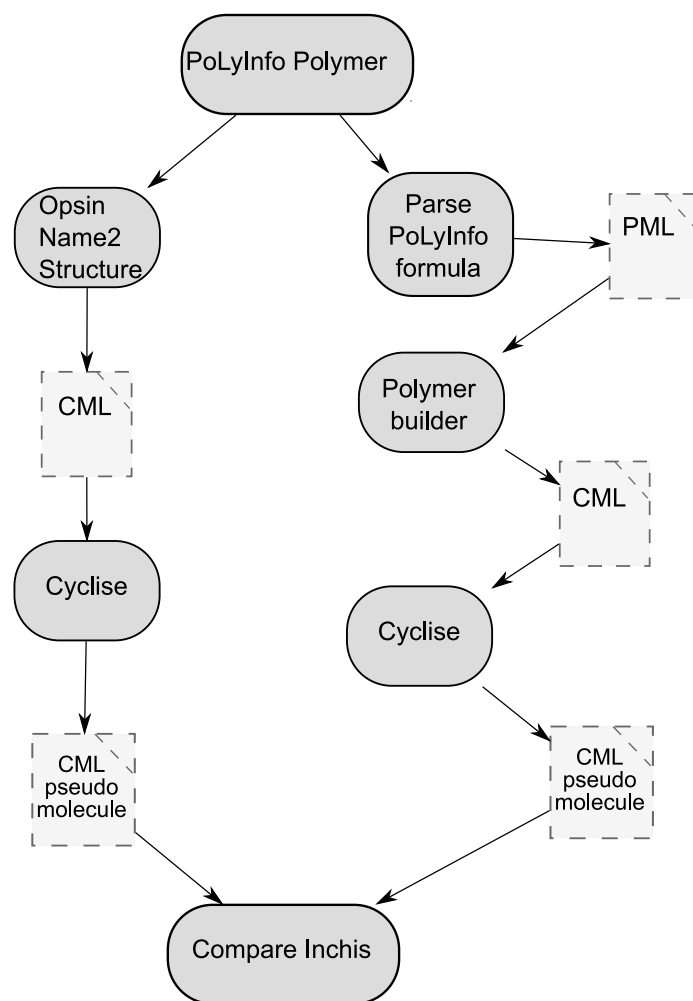 PoLyInfo Polymer
Opsin
Name2
Structure
Parse
PoLyInfo
formula
PML
CML
Polymer
builder
CML
Cyclise
Cyclise
CML
pseudo
molecule
CML
pseudo
molecule
Compare Inchis